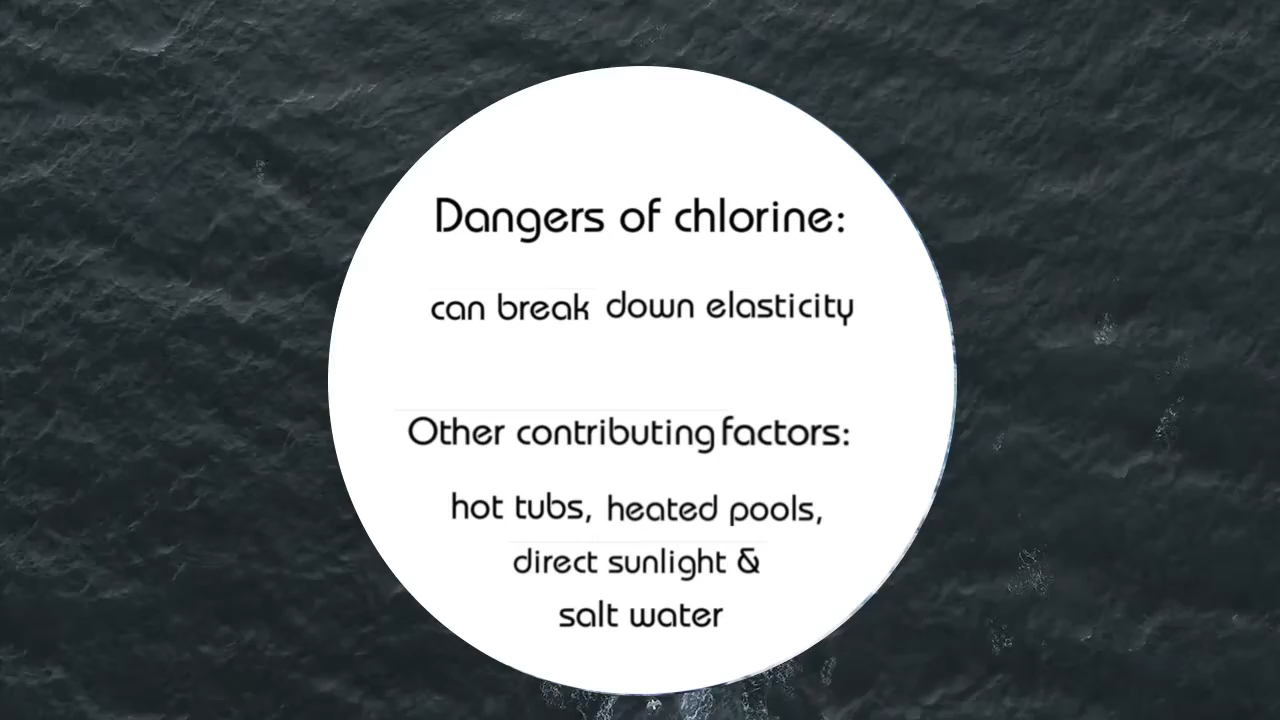 Dangers of chlorine:
can break down elasticity
Other contributing factors:
hot tubs, heated pools,
direct sunlight &
salt water